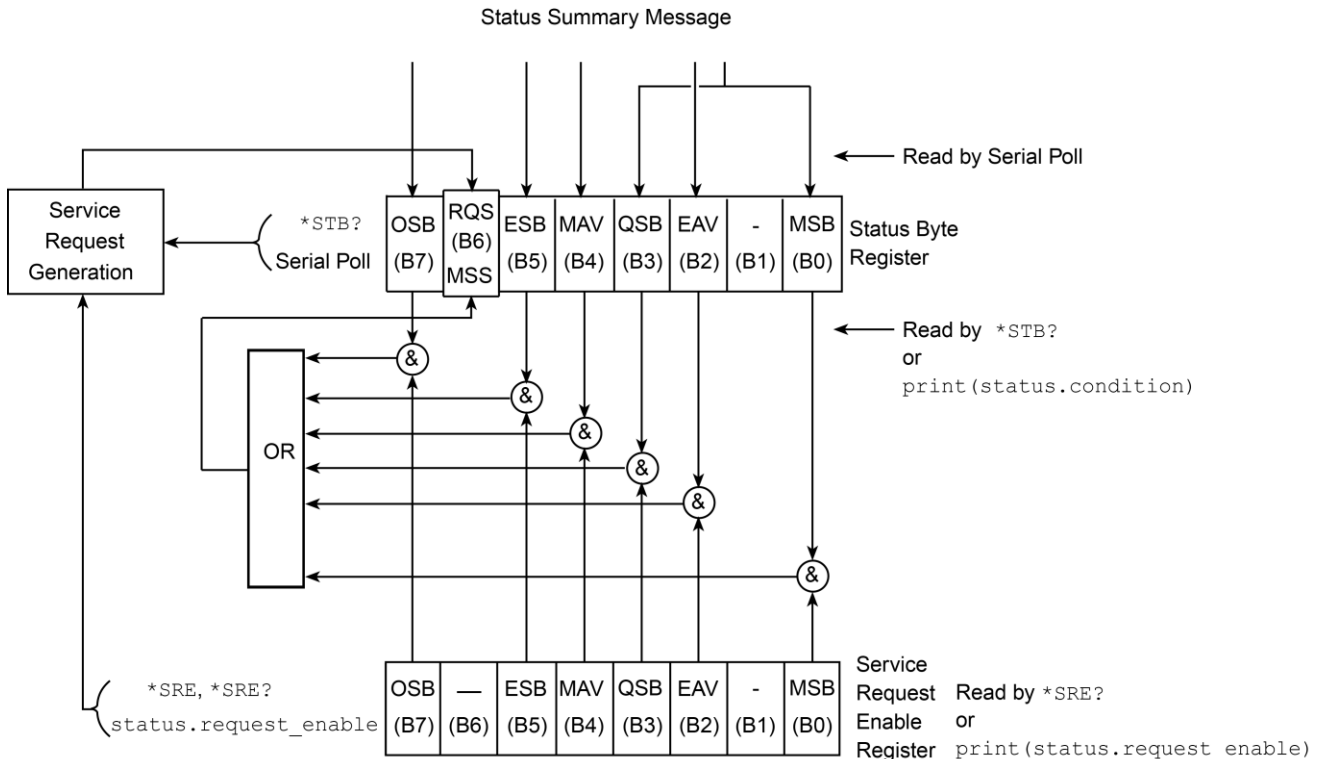 Status Summary Message
Read by Serial Poll
Service
Request
Generation
*STB?
Serial Poll
OSB
(B7)
RQS
(B6)
MSS
ESB
(B5)
MAV
(B4)
QSB
(B3)
EAV
(B2)
-
(B1)
MSB
(B0)
Status Byte
Register
Read by *STB?
or
print(status.condition)
&
&
&
&
&
&
OR
*SRE, *SRE?
status.request_enable
OSB
(B7)
—
(B6)
ESB
(B5)
MAV
(B4)
QSB
(B3)
EAV
(B2)
-
(B1)
MSB
(B0)
Service
Request
Enable
Register
Read by *SRE?
or
print(status.request enable)